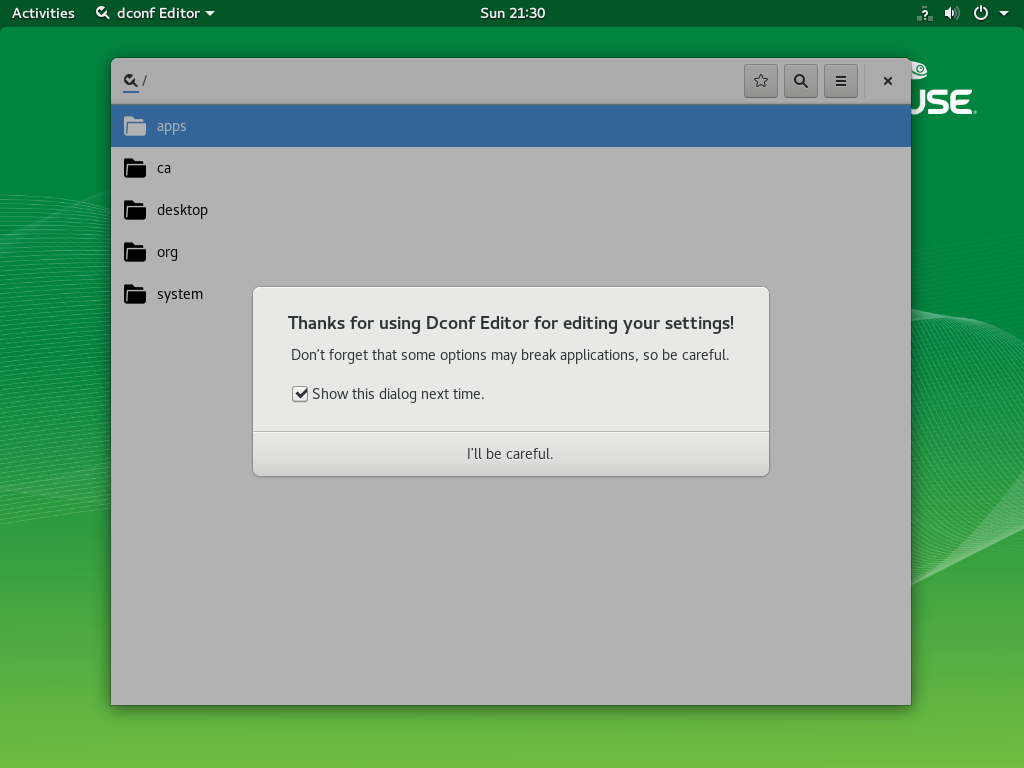 Activities dconf Editor Sun 21:30
/
USE
apps
ca
desktop
org
system
Thanks for using Dconf Editor for editing your settings!
Don't forget that some options may break applications, so be careful.
Show this dialog next time.
I'll be careful.